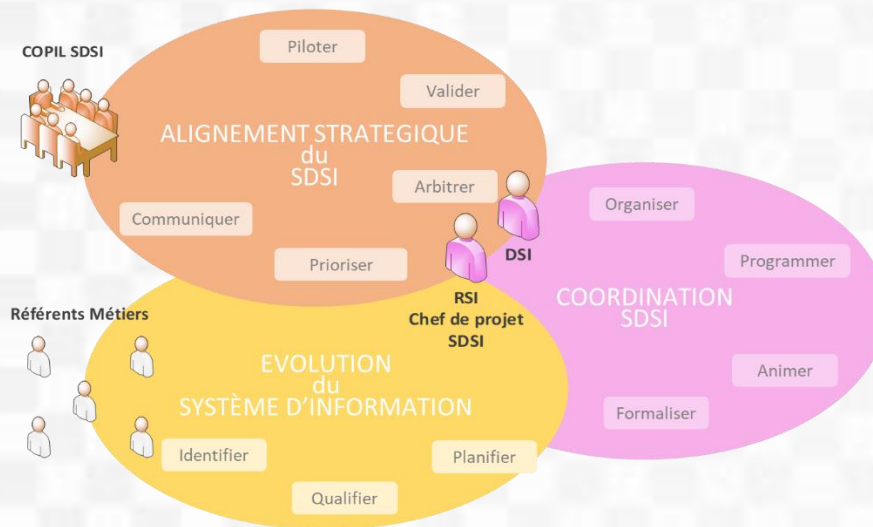 COPIL SDSI
Piloter
Valider
ALIGNEMENT STRATEGIQUE
du
SDSI
Arbitrer
Communiquer
Prioriser
DSI
RSI
Chef de projet
SDSI
Organiser
Programmer
COORDINATION
SDSI
Animer
Formaliser
Référents Métiers
EVOLUTION
du
SYSTÈME D'INFORMATION
Identifier
Planifier
Qualifier